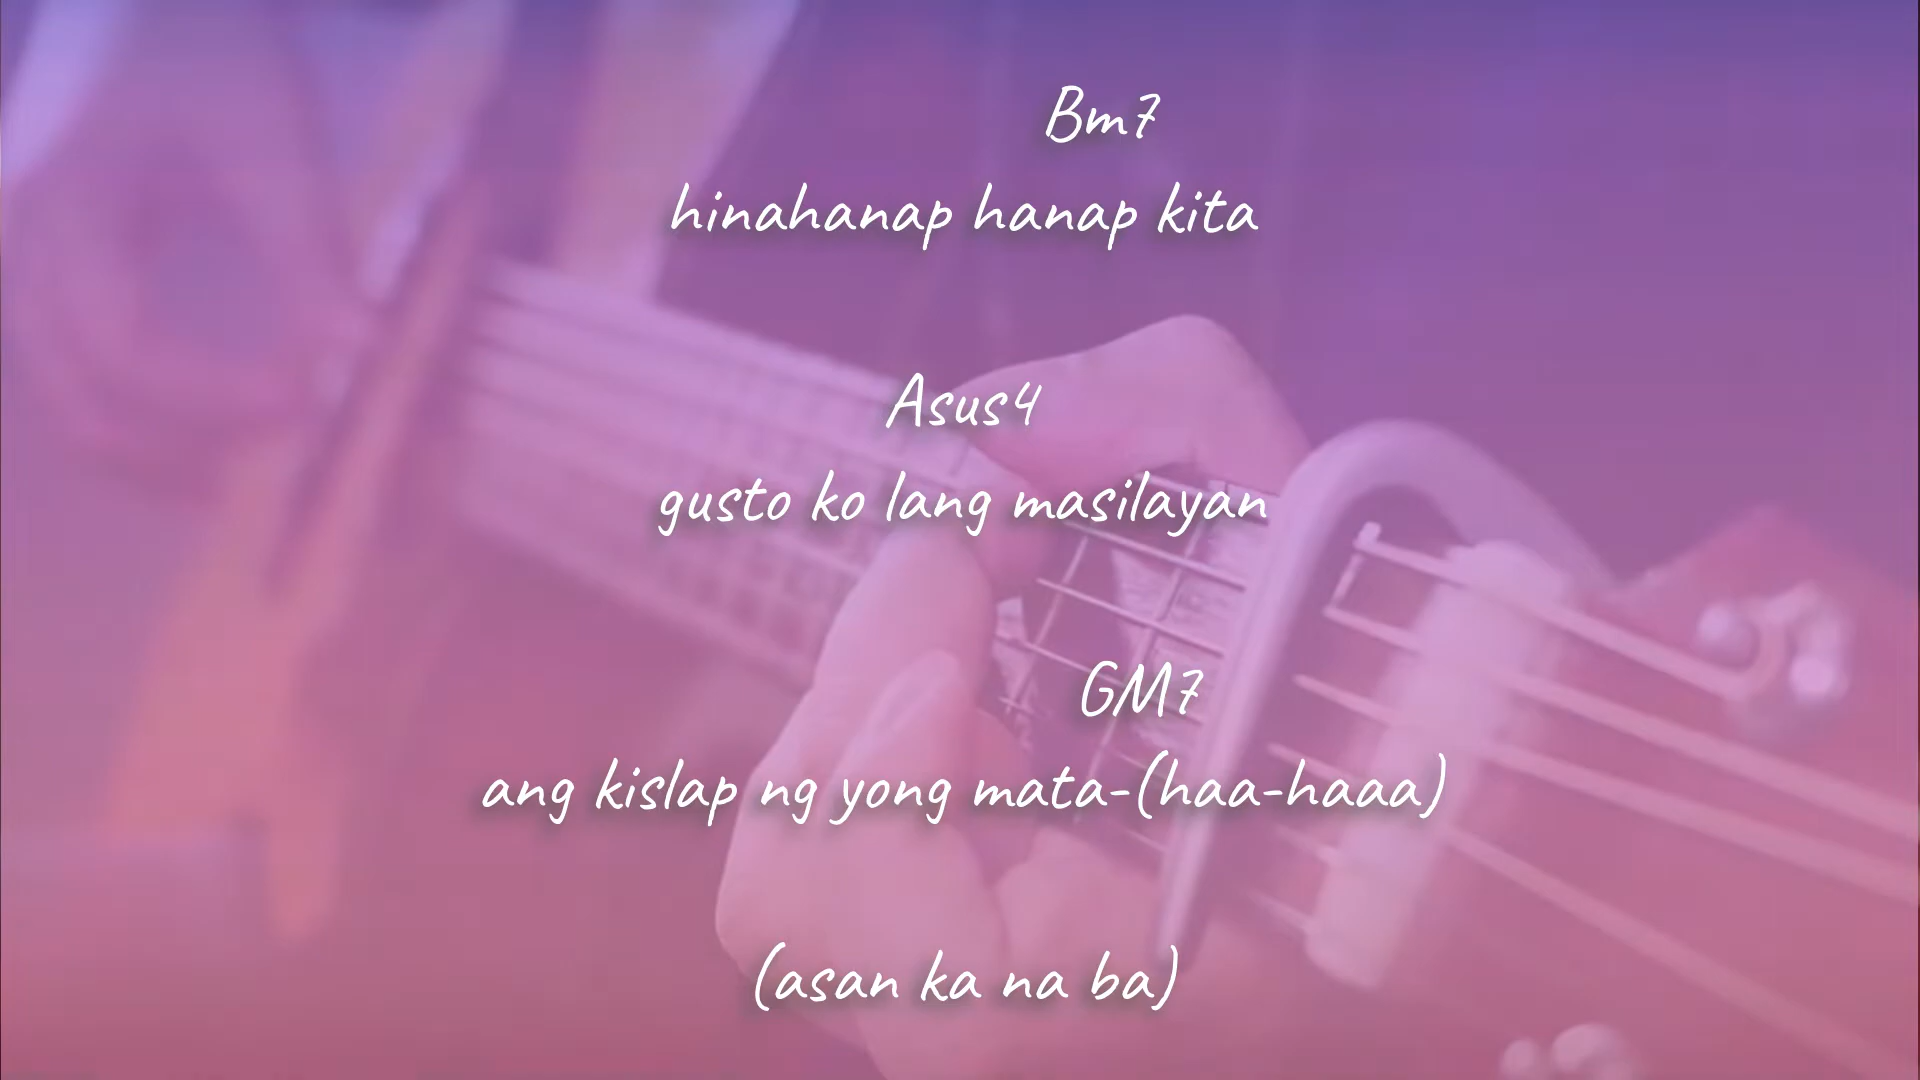 Bm7
hinahanap hanap kita
Asus4
gusto ko lang masilayan
GM7
ang kislap ng yong mata-(haa-haaa)
(asan ka na ba)